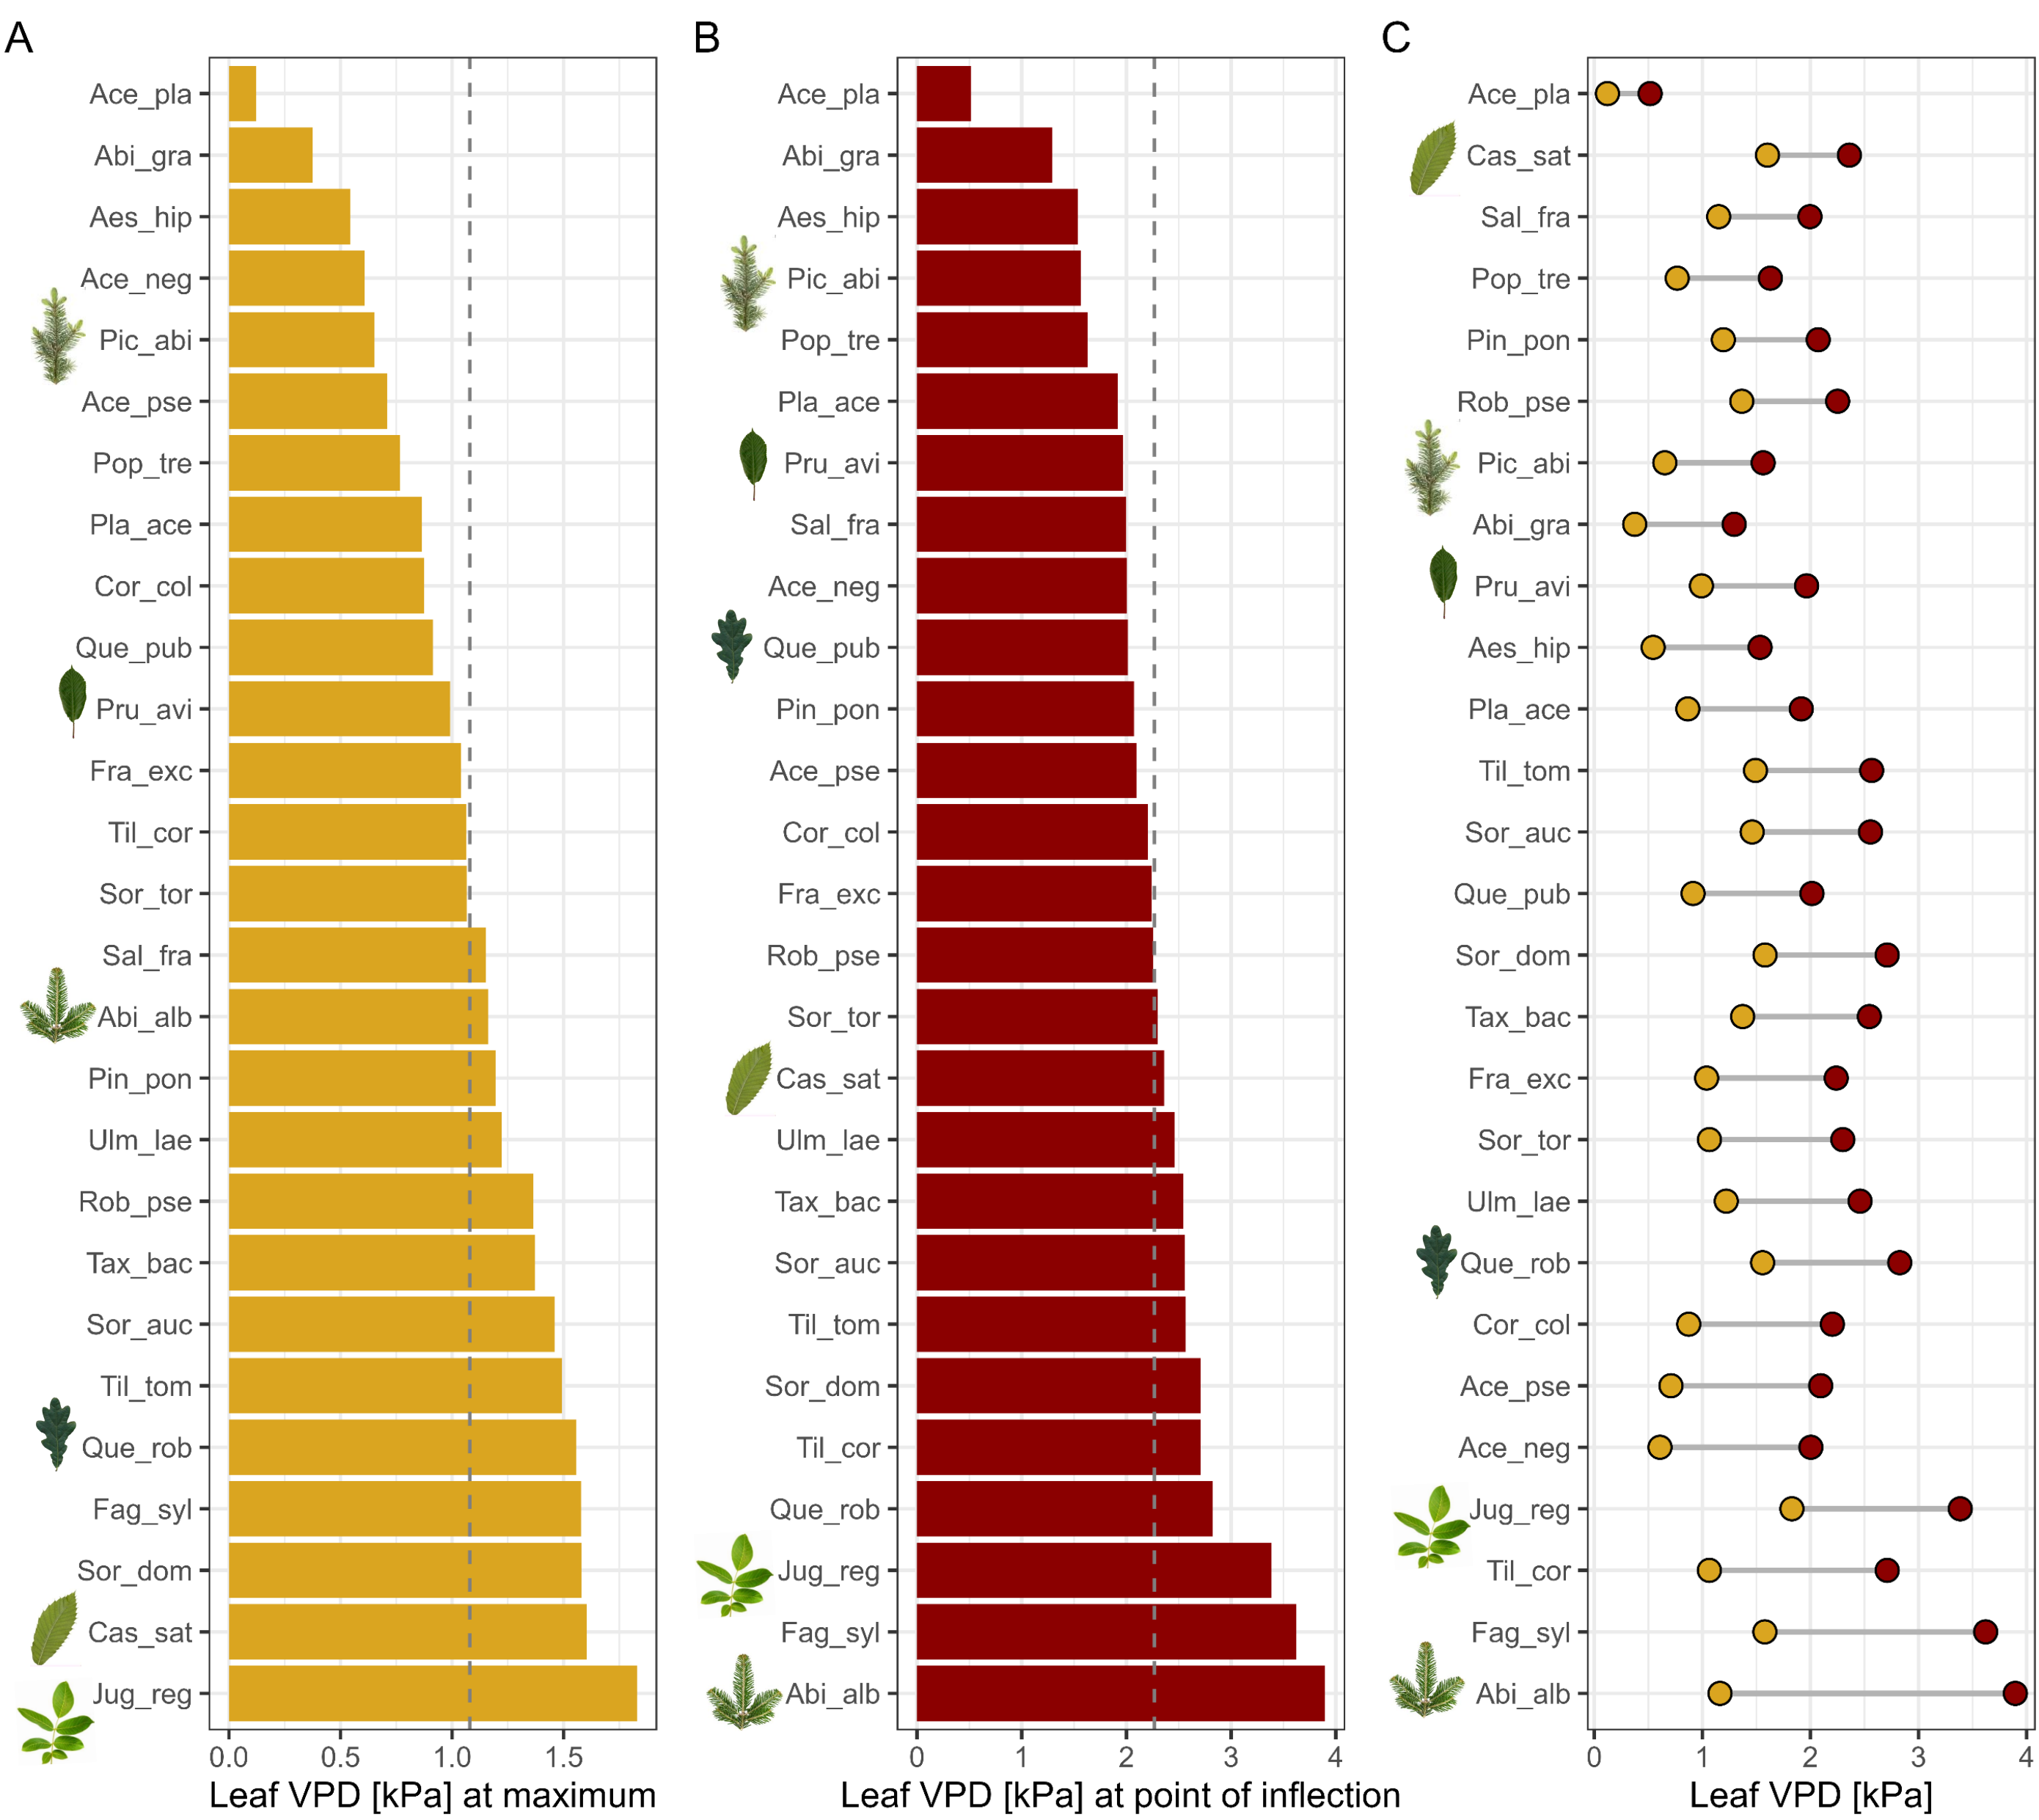 A
Ace_pla
Abi_gra
Aes_hip
Ace_neg
Pic_abi
Ace_pse
Pop_tre
Pla_ace
Cor_col
Que_pub
Pru_avi
Fra_exc
Til_cor
Sor_tor
Sal_fra
Abi_alb
Pin_pon
Ulm_lae
Rob_pse
Tax_bac
Sor_auc
Til_tom
Que_rob
Fag_syl
Sor_dom
Cas_sat
Jug_reg
0.0 0.5 1.0 1.5
Leaf VPD [kPa] at maximum
B
Ace_pla
Abi_gra
Aes_hip
Pic_abi
Pop_tre
Pla_ace
Pru_avi
Sal_fra
Ace_neg
Que_pub
Pin_pon
Ace_pse
Cor_col
Fra_exc
Rob_pse
Sor_tor
Cas_sat
Ulm_lae
Tax_bac
Sor_auc
Til_tom
Sor_dom
Til_cor
Que_rob
Jug_reg
Fag_syl
Abi_alb
0 1 2 3 4
Leaf VPD [kPa] at point of inflection
C
Ace_pla
Cas_sat
Sal_fra
Pop_tre
Pin_pon
Rob_pse
Pic_abi
Abi_gra
Pru_avi
Aes_hip
Pla_ace
Til_tom
Sor_auc
Que_pub
Sor_dom
Tax_bac
Fra_exc
Sor_tor
Ulm_lae
Que_rob
Cor_col
Ace_pse
Ace_neg
Jug_reg
Til_cor
Fag_syl
Abi_alb
0 1 2 3 4
Leaf VPD [kPa]